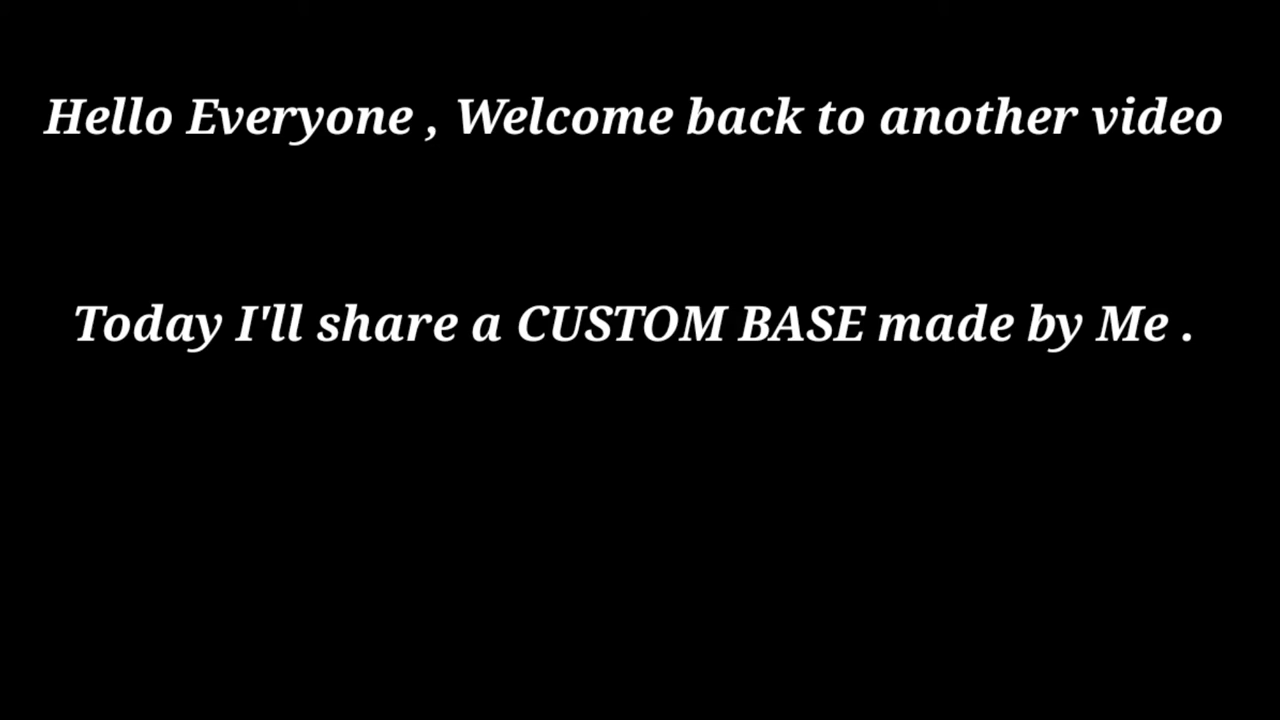 Hello Everyone , Welcome back to another video
Today I'll share a CUSTOM BASE made by Me .